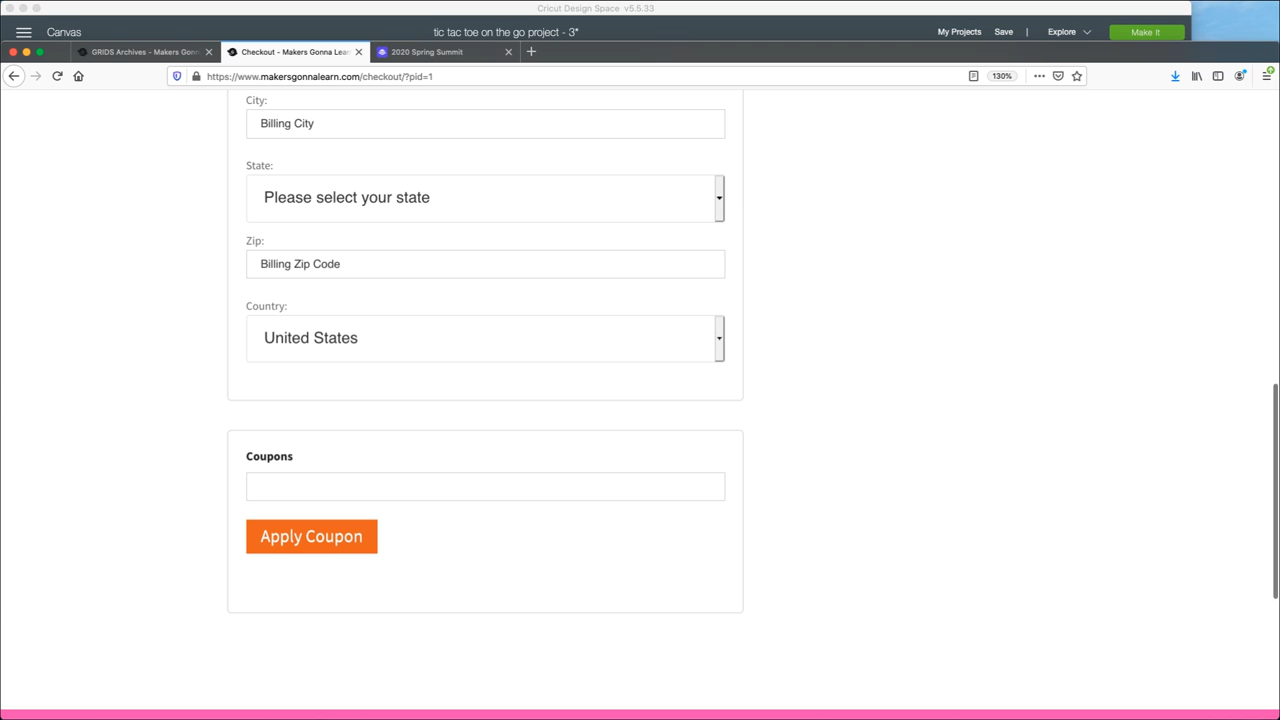 Cricut Design Space v5.5.33
Canvas
tic tac toe on the go project - 3*
My Projects Save | Explore Make It
GRIDS Archives – Makers Gonn
Checkout - Makers Gonna Lear
2020 Spring Summit
https://www.makersgonnalearn.com/checkout/?pid=1
130%
City:
Billing City
State:
Please select your state
Zip:
Billing Zip Code
Country:
United States
Coupons
Apply Coupon